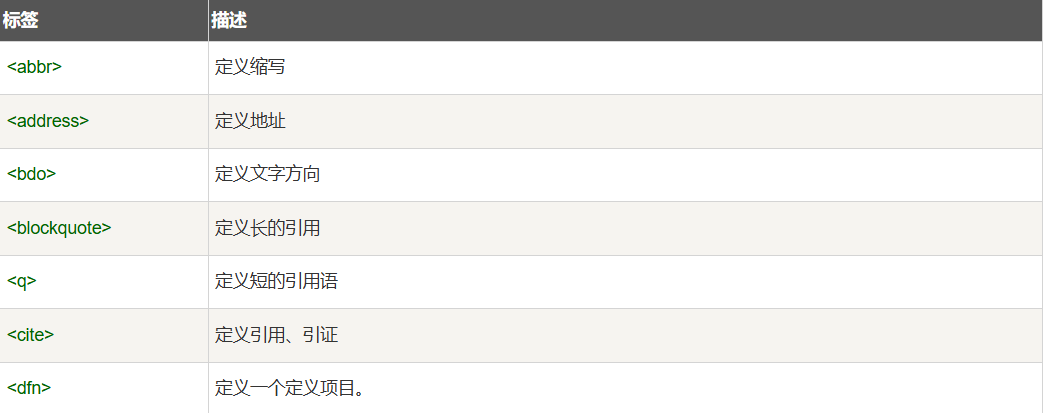 标签 描述
<abbr> 定义缩写
<address> 定义地址
<bdo> 定义文字方向
<blockquote> 定义长的引用
<q> 定义短的引用语
<cite> 定义引用、引证
<dfn> 定义一个定义项目。